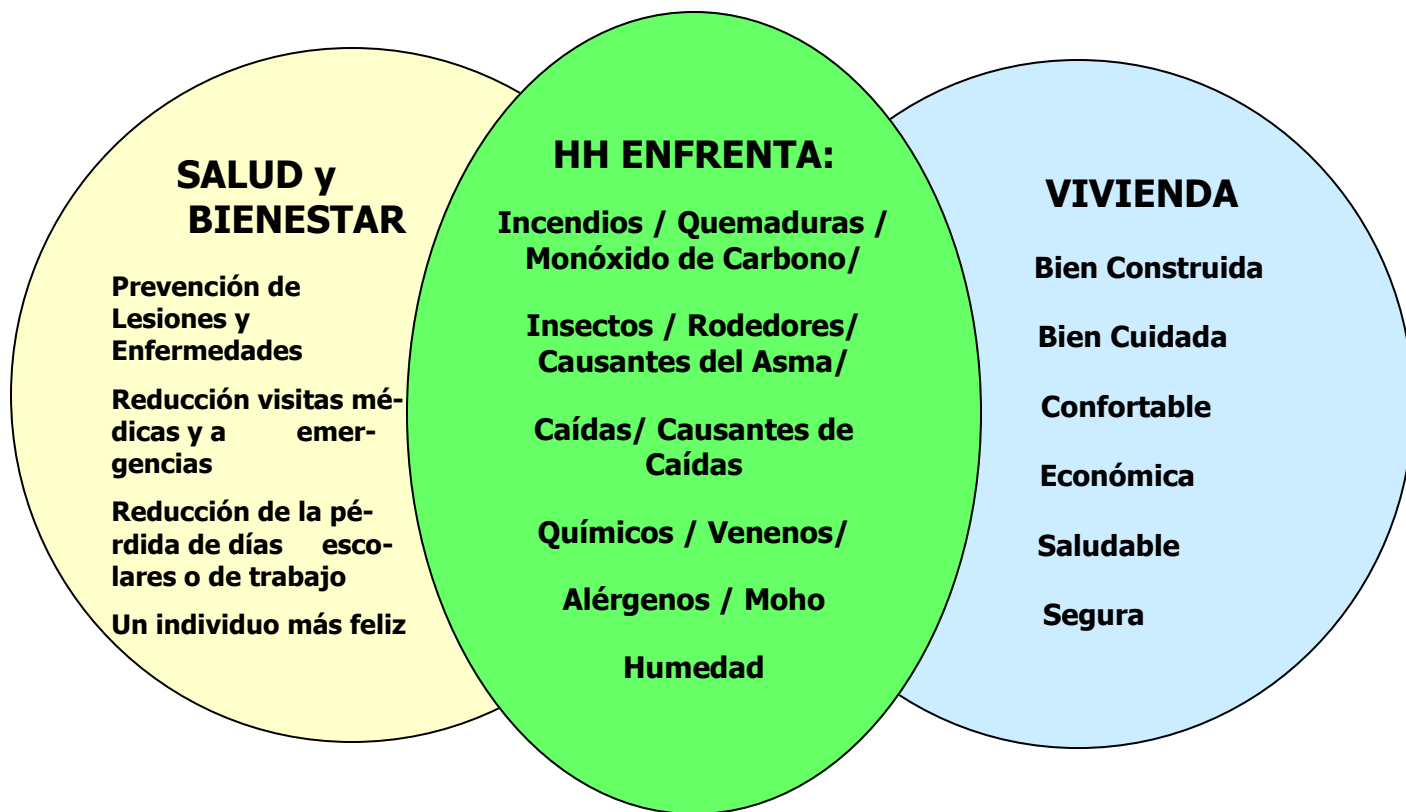 SALUD y
BIENESTAR
Prevención de
Lesiones y
Enfermedades
Reducción visitas mé-
dicas y a emer-
gencias
Reducción de la pé-
rdida de días esco-
lares o de trabajo
Un individuo más feliz
HH ENFRENTA:
Incendios / Quemaduras /
Monóxido de Carbono/
Insectos / Rodedores/
Causantes del Asma/
Caídas/ Causantes de
Caídas
Químicos / Venenos/
Alérgenos / Moho
Humedad
VIVIENDA
Bien Construida
Bien Cuidada
Confortable
Económica
Saludable
Segura